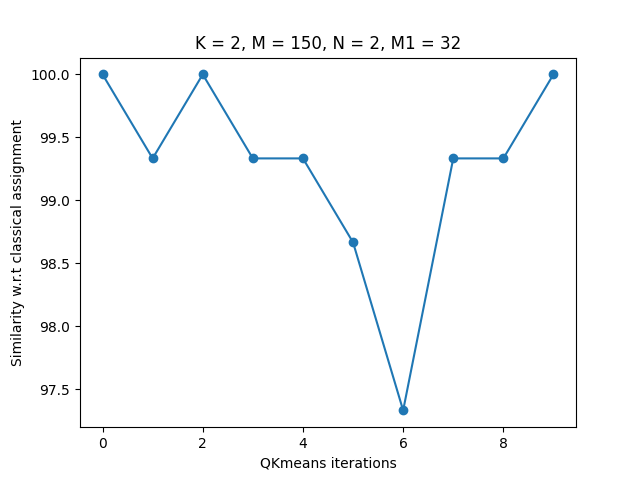 K = 2, M = 150, N = 2, M1 = 32
Similarity w.r.t classical assignment
100.0
99.5
99.0
98.5
98.0
97.5
0 2 4 6 8
QKmeans iterations